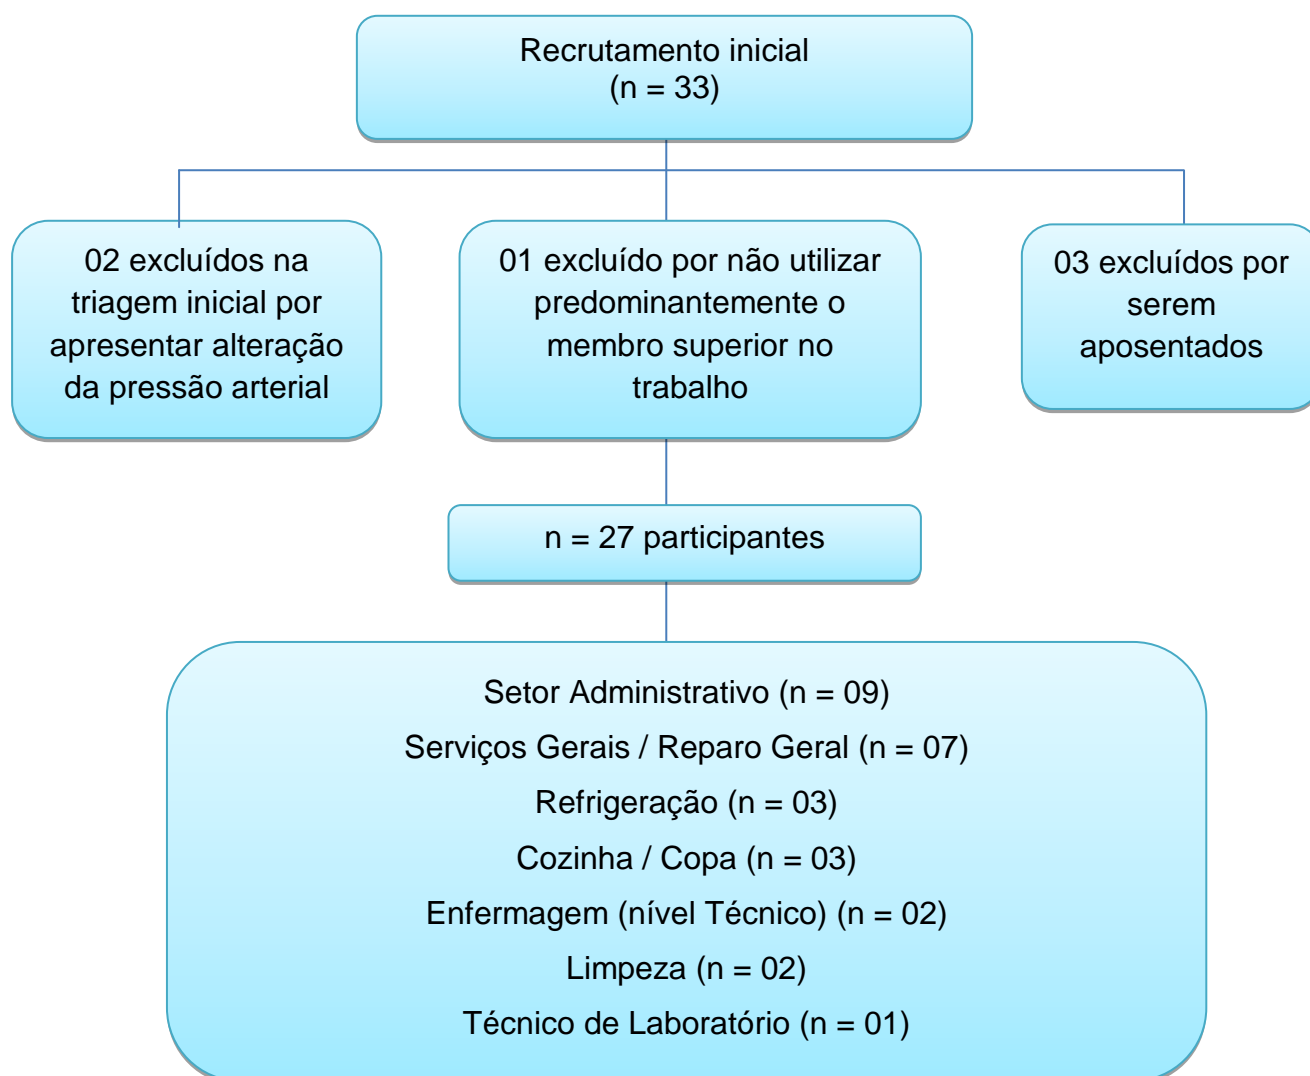 Recrutamento inicial
(n = 33)
02 excluídos na
triagem inicial por
apresentar alteração
da pressão arterial
01 excluído por não utilizar
predominantemente o
membro superior no
trabalho
03 excluídos por
serem
aposentados
n = 27 participantes
Setor Administrativo (n = 09)
Serviços Gerais / Reparo Geral (n = 07)
Refrigeração (n = 03)
Cozinha / Copa (n = 03)
Enfermagem (nível Técnico) (n = 02)
Limpeza (n = 02)
Técnico de Laboratório (n = 01)